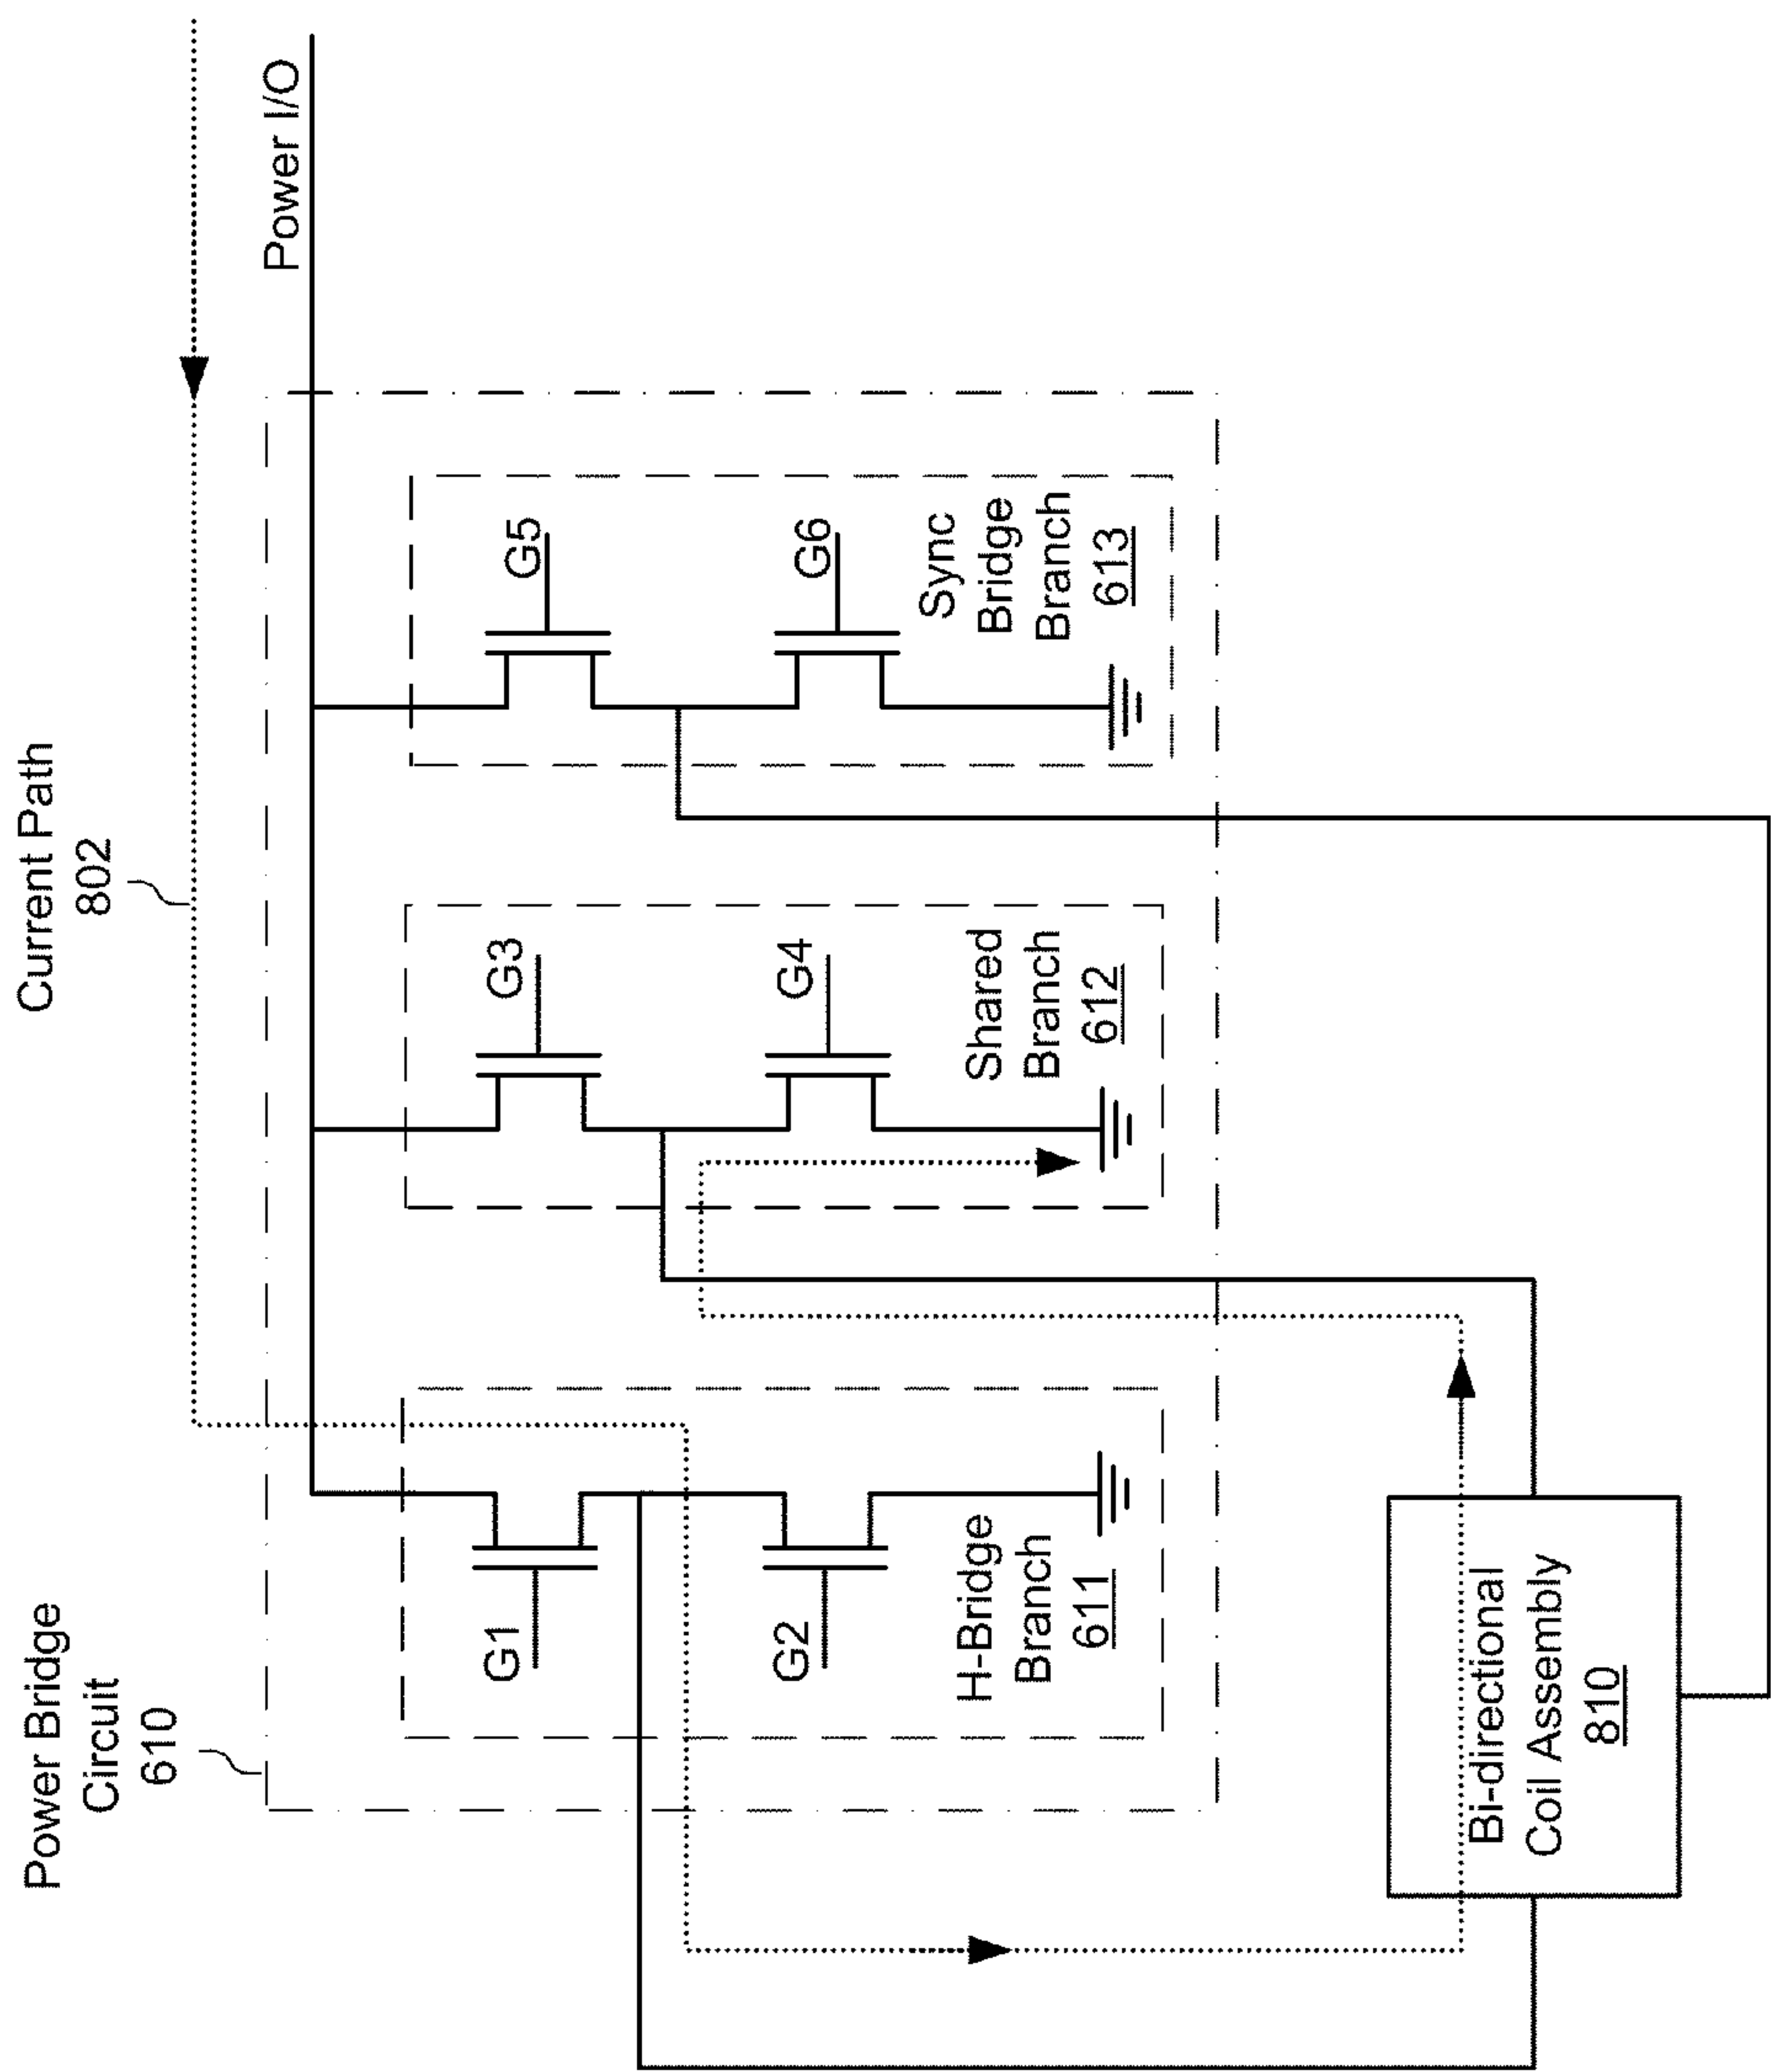 Power Bridge
Circuit
610
Current Path
802
Power I/O
G1
G2
H-Bridge
Branch
611
G3
G4
Shared
Branch
612
G5
G6
Sync
Bridge
Branch
613
Bi-directional
Coil Assembly
810